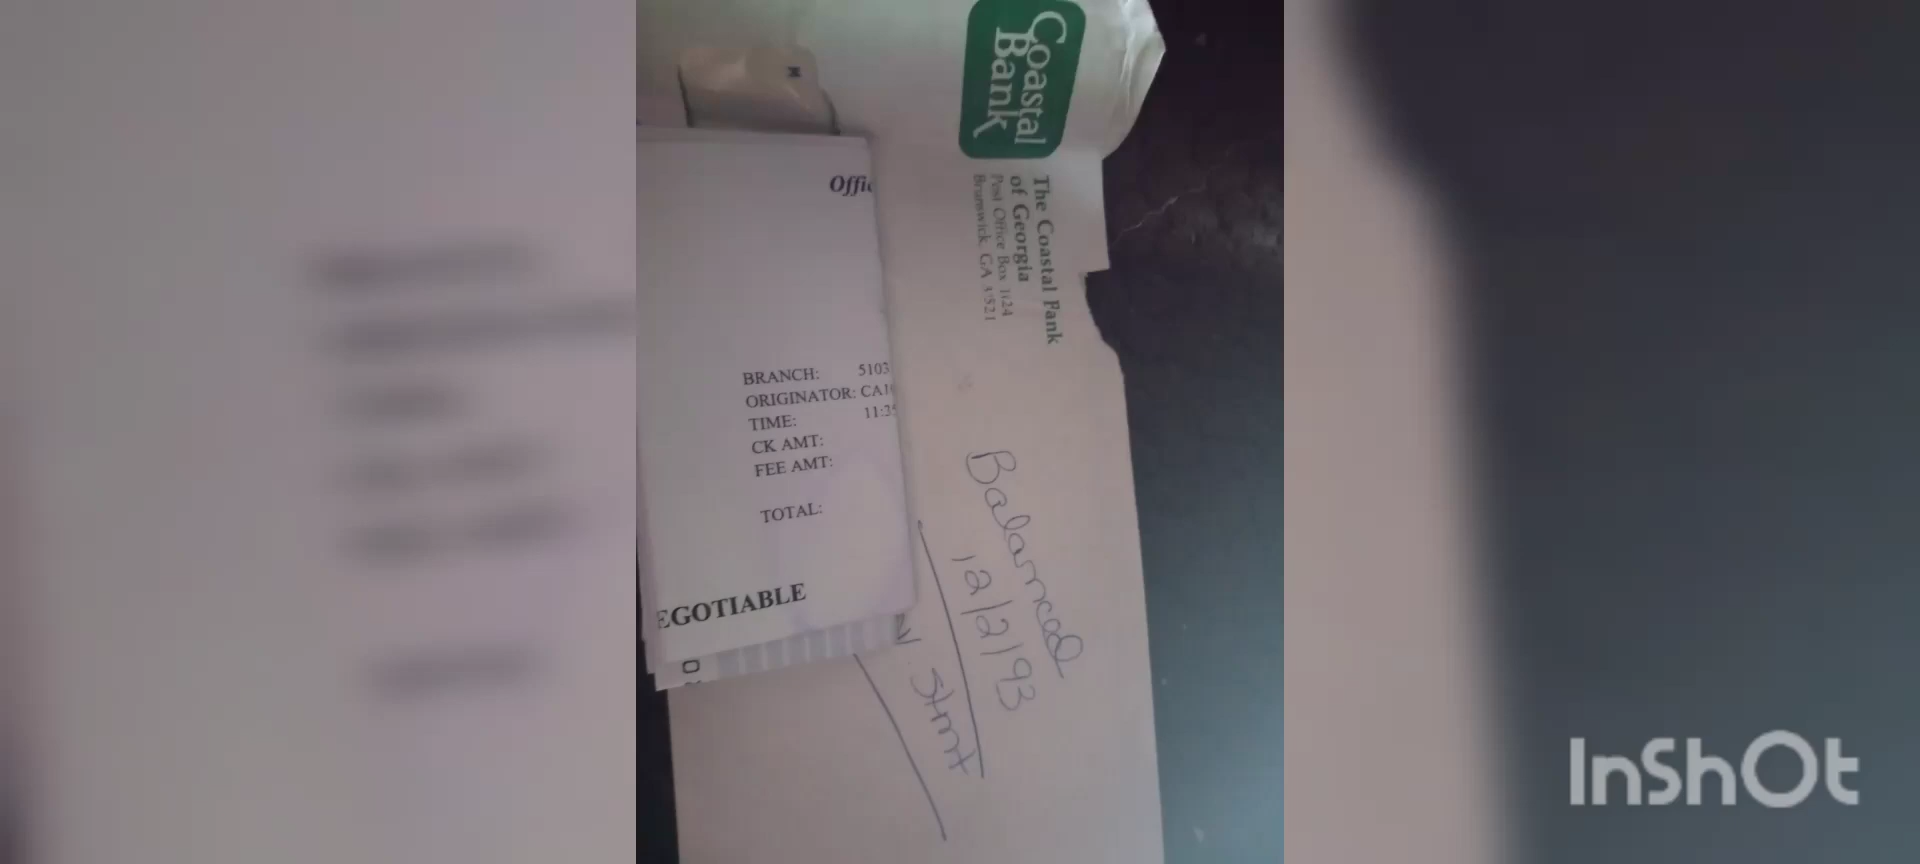 Coastal
Bank
The Coastal Bank
of Georgia
Post Office Box 1124
Brunswick, GA 31521
Offic
BRANCH: 5103
ORIGINATOR: CA1
TIME: 11:3
CK AMT:
FEE AMT:
TOTAL:
EGOTIABLE
Balanced
12/2/93
Stmt
InShOt